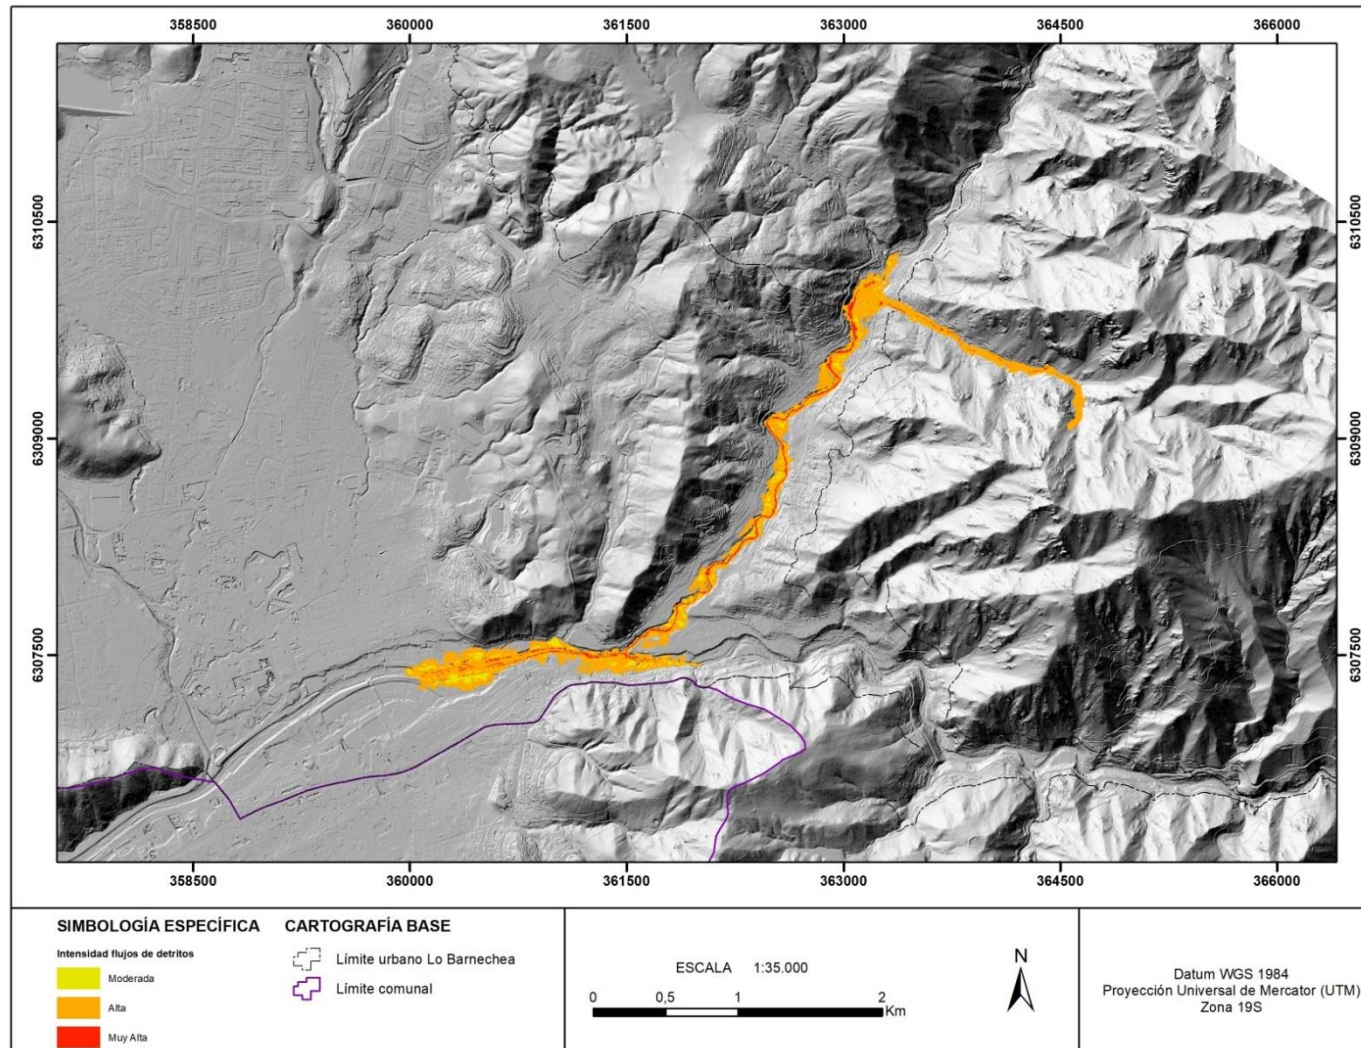 358500 360000 361500 363000 364500 366000
6310500 6310500
6309000 6309000
6307500 6307500
358500 360000 361500 363000 364500 366000
SIMBOLOGÍA ESPECÍFICA
Intensidad flujos de detritos
Moderada
Alta
Muy Alta
CARTOGRAFÍA BASE
Límite urbano Lo Barnechea
Límite comunal
ESCALA 1:35.000
0 0,5 1 2
Km
N
Datum WGS 1984
Proyección Universal de Mercator (UTM)
Zona 19S